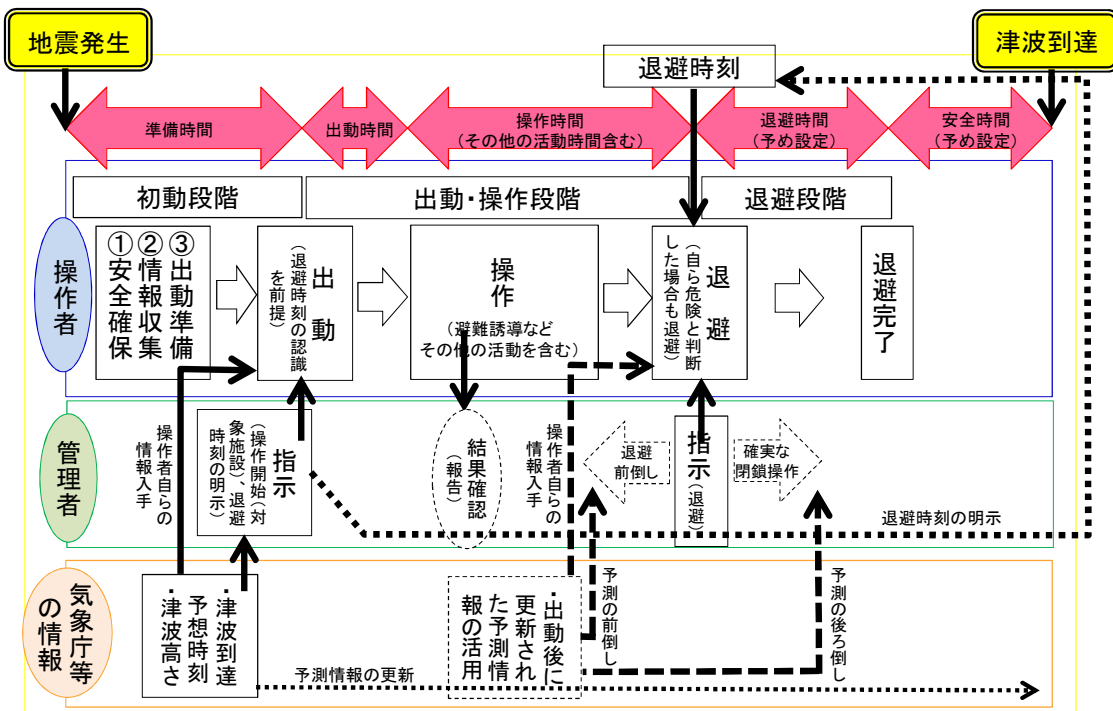 地震発生
津波到達
退避時刻
準備時間
出動時間
操作時間
(その他の活動時間含む)
退避時間
(予め設定)
安全時間
(予め設定)
初動段階
出動・操作段階
退避段階
操作者
①安全確保
②情報収集
③出動準備
出動
(退避時刻の認識
を前提)
操作
(避難誘導など
その他の活動を含む)
退避
(自ら危険と判断
した場合も退避)
退避完了
管理者
操作者自らの
情報入手
指示
(操作開始(対
象施設)、退避
時刻の明示)
結果確認
(報告)
操作者自らの
情報入手
退避
前倒し
指示(退避)
確実な
閉鎖操作
退避時刻の明示
気象庁等
の情報
・津波到達
予想時刻
・津波高さ
予測情報の更新
・出動後に
更新され
た予測情
報の活用
予測の前倒し
予測の後ろ倒し